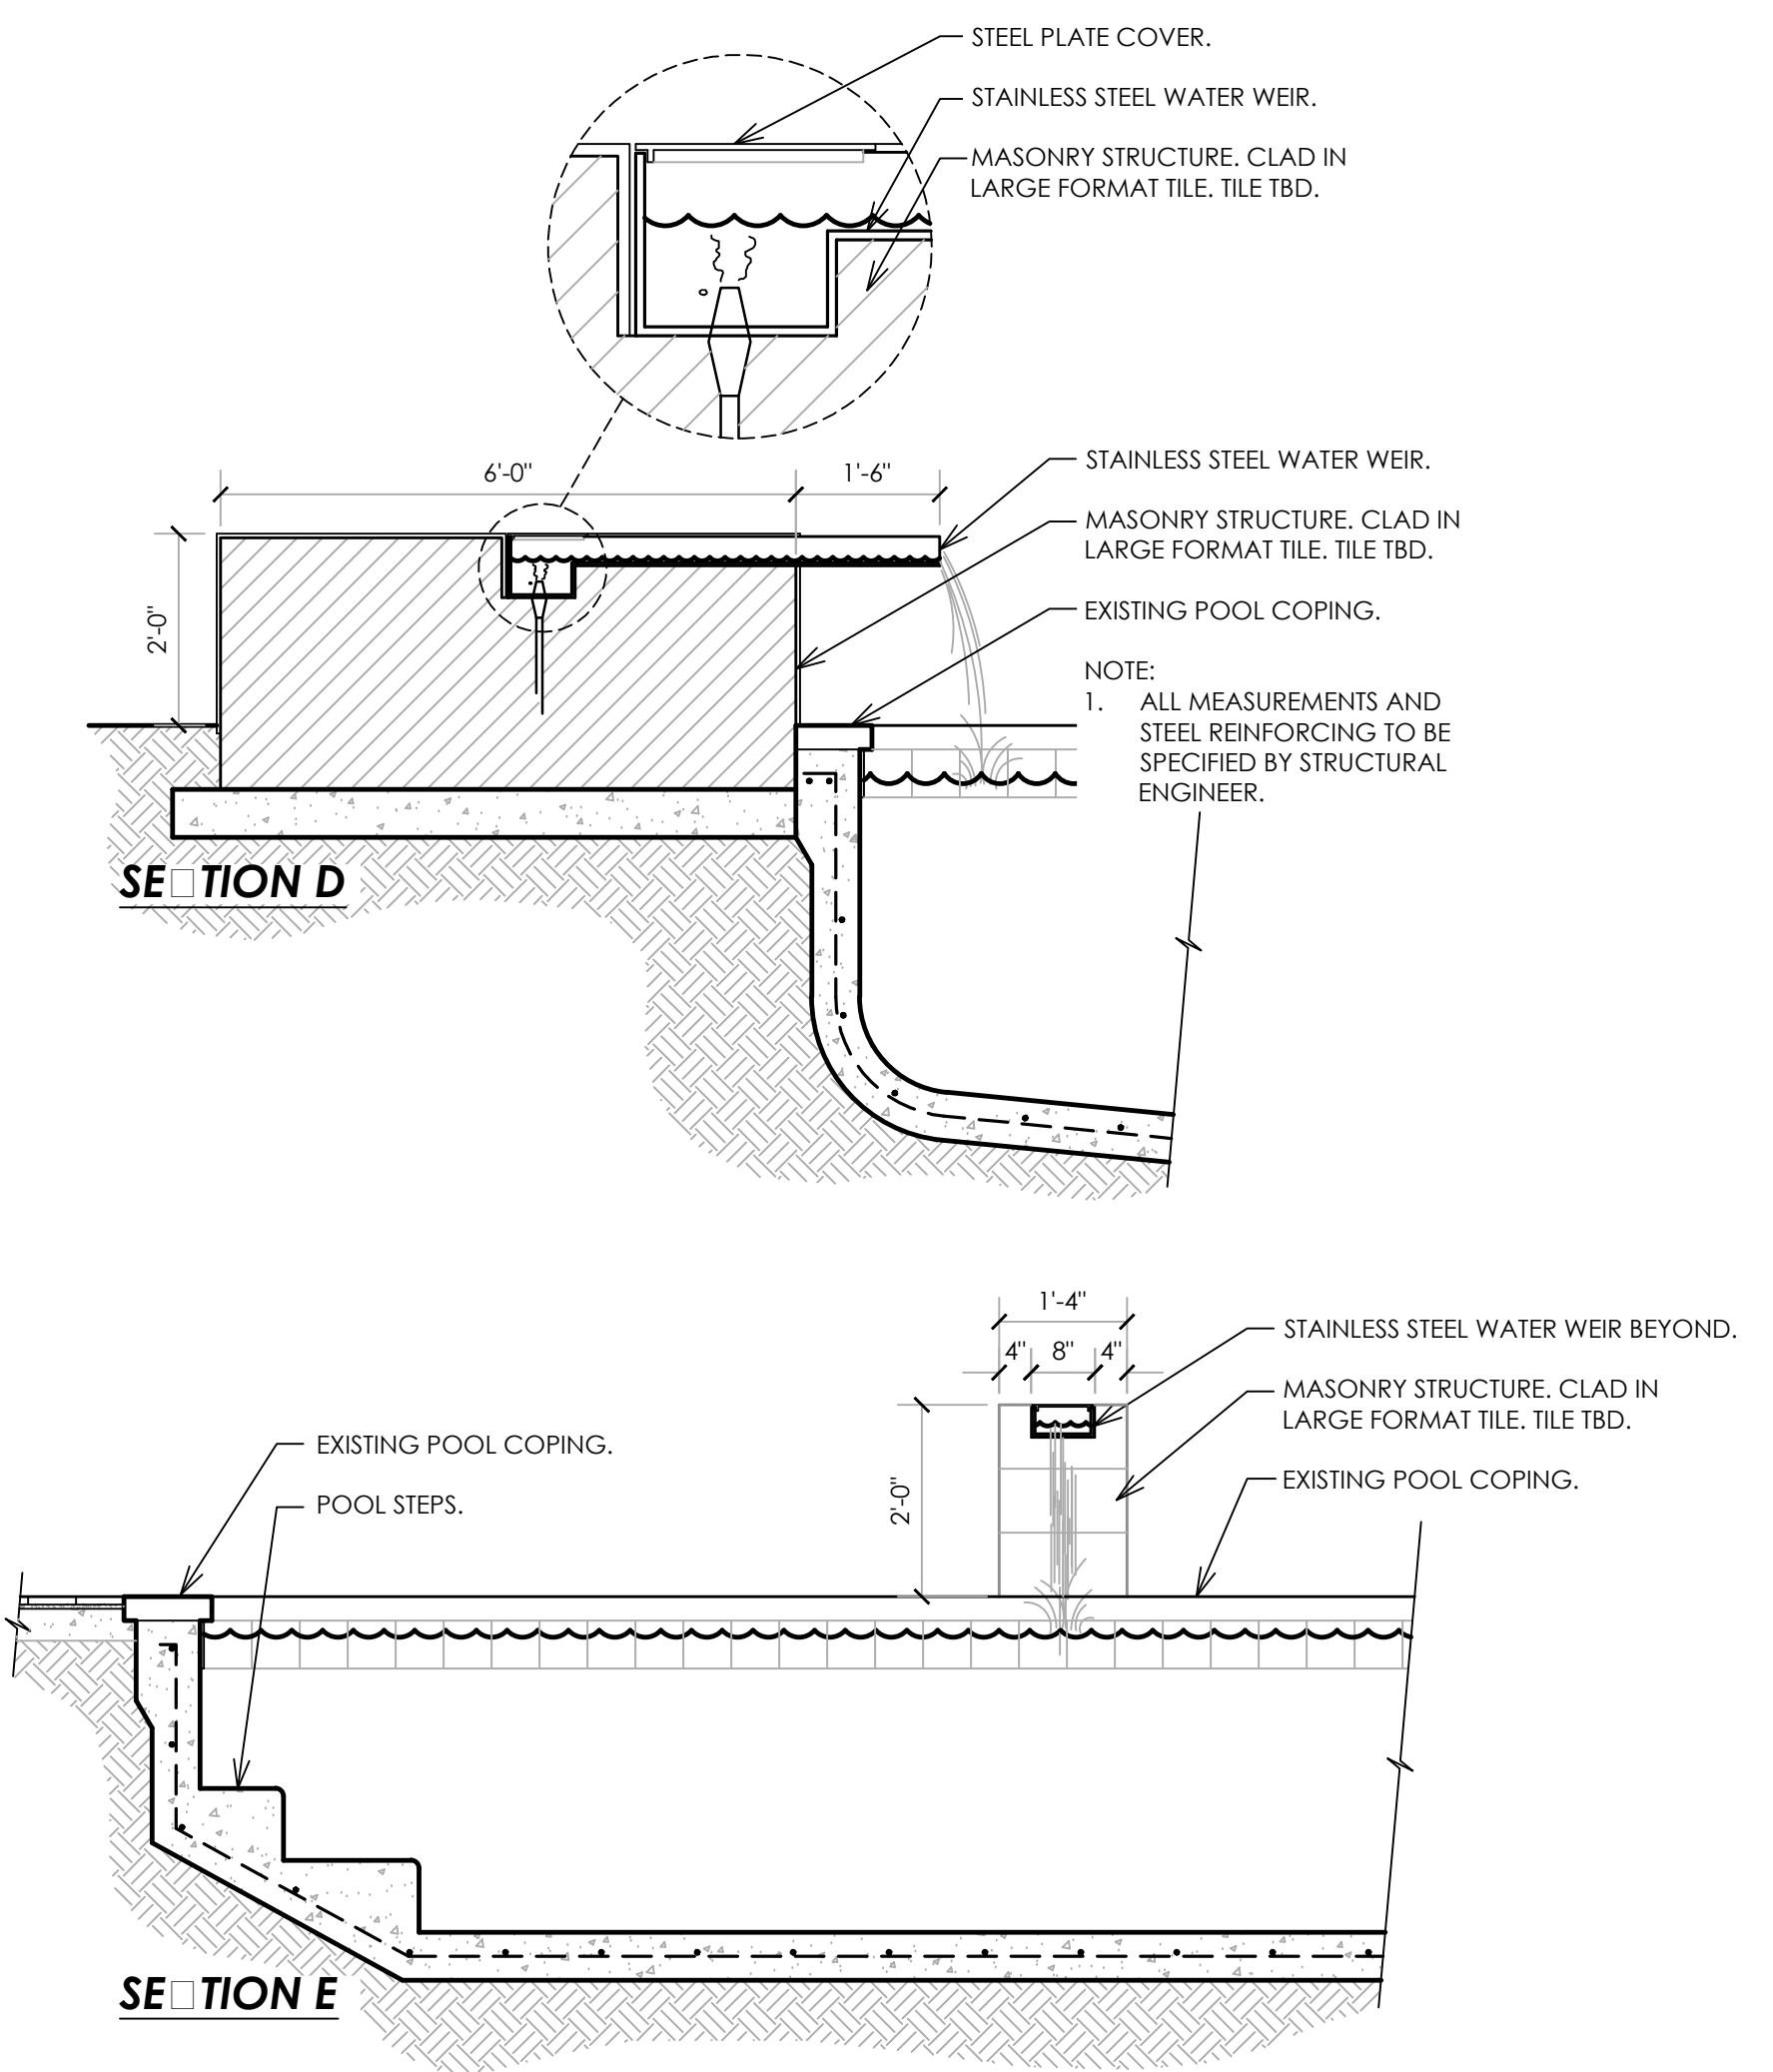 STEEL PLATE COVER.
STAINLESS STEEL WATER WEIR.
MASONRY STRUCTURE. CLAD IN
LARGE FORMAT TILE. TILE TBD.
6'-0"
1'-6"
2'-0"
STAINLESS STEEL WATER WEIR.
MASONRY STRUCTURE. CLAD IN
LARGE FORMAT TILE. TILE TBD.
EXISTING POOL COPING.
NOTE:
1. ALL MEASUREMENTS AND
STEEL REINFORCING TO BE
SPECIFIED BY STRUCTURAL
ENGINEER.
SE□TION D
1'-4"
4" 8" 4"
2'-0"
STAINLESS STEEL WATER WEIR BEYOND.
MASONRY STRUCTURE. CLAD IN
LARGE FORMAT TILE. TILE TBD.
EXISTING POOL COPING.
EXISTING POOL COPING.
POOL STEPS.
SE□TION E